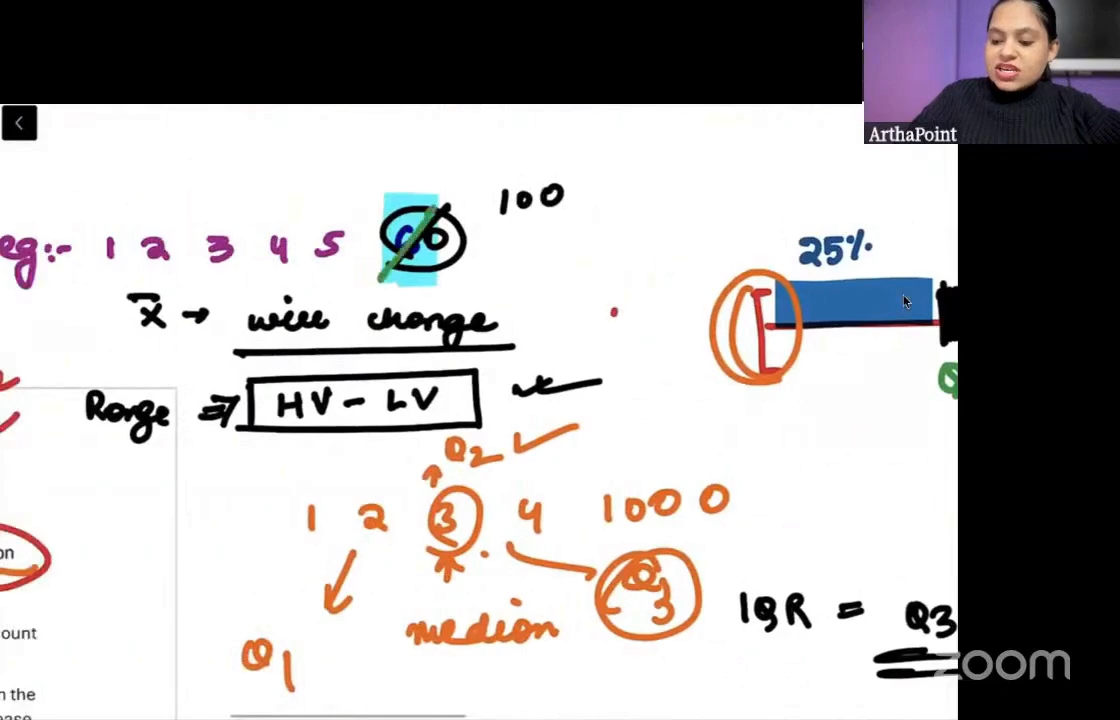 ArthaPoint
100
eg:- 1 2 3 4 5
25%
x̄ → will change
Range ⇒ HV - LV
Q2 ✓
1 2 3 4 1000
Q3
median
Q1
IQR = Q3
on
ount
n the
ease
zoom